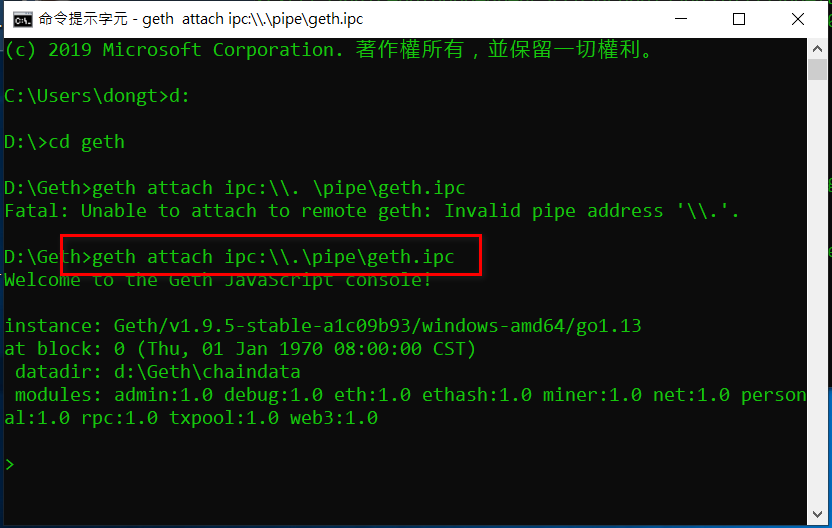 命令提示字元 - geth  attach ipc:\\.\pipe\geth.ipc
(c) 2019 Microsoft Corporation. 著作權所有，並保留一切權利。
C:\Users\dongt>d:
D:\>cd geth
D:\Geth>geth attach ipc:\\. \pipe\geth.ipc
Fatal: Unable to attach to remote geth: Invalid pipe address '\\.'.
D:\Geth>geth attach ipc:\\.\pipe\geth.ipc
Welcome to the Geth JavaScript console!
instance: Geth/v1.9.5-stable-a1c09b93/windows-amd64/go1.13
at block: 0 (Thu, 01 Jan 1970 08:00:00 CST)
 datadir: d:\Geth\chaindata
 modules: admin:1.0 debug:1.0 eth:1.0 ethash:1.0 miner:1.0 net:1.0 person
al:1.0 rpc:1.0 txpool:1.0 web3:1.0
>